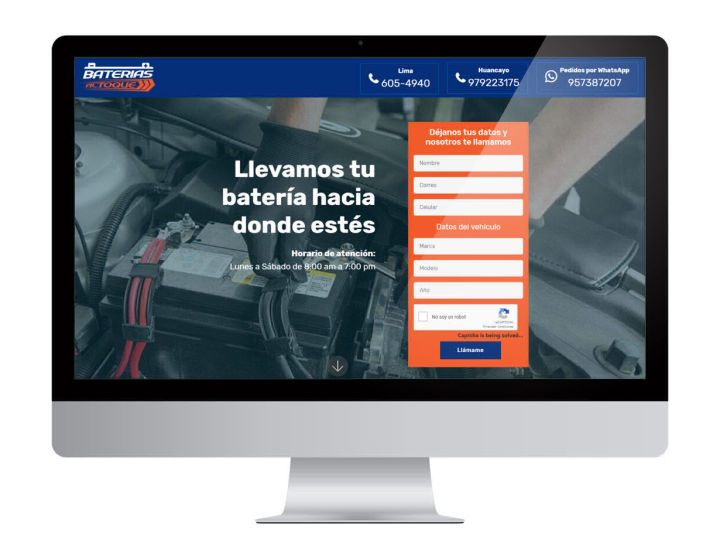 BATERIAS
ALTOQUE
Lima
605-4940
Huancayo
979223175
Pedidos por WhatsApp
957387207
Llevamos tu
batería hacia
donde estés
Horario de atención:
Lunes a Sábado de 8:00 am a 7:00 pm
Déjanos tus datos y
nosotros te llamamos
Nombre
Correo
Celular
Datos del vehículo
Marca
Modelo
Año
No soy un robot
reCAPTCHA
Privacidad - Condiciones
Captcha is being solved...
Llámame